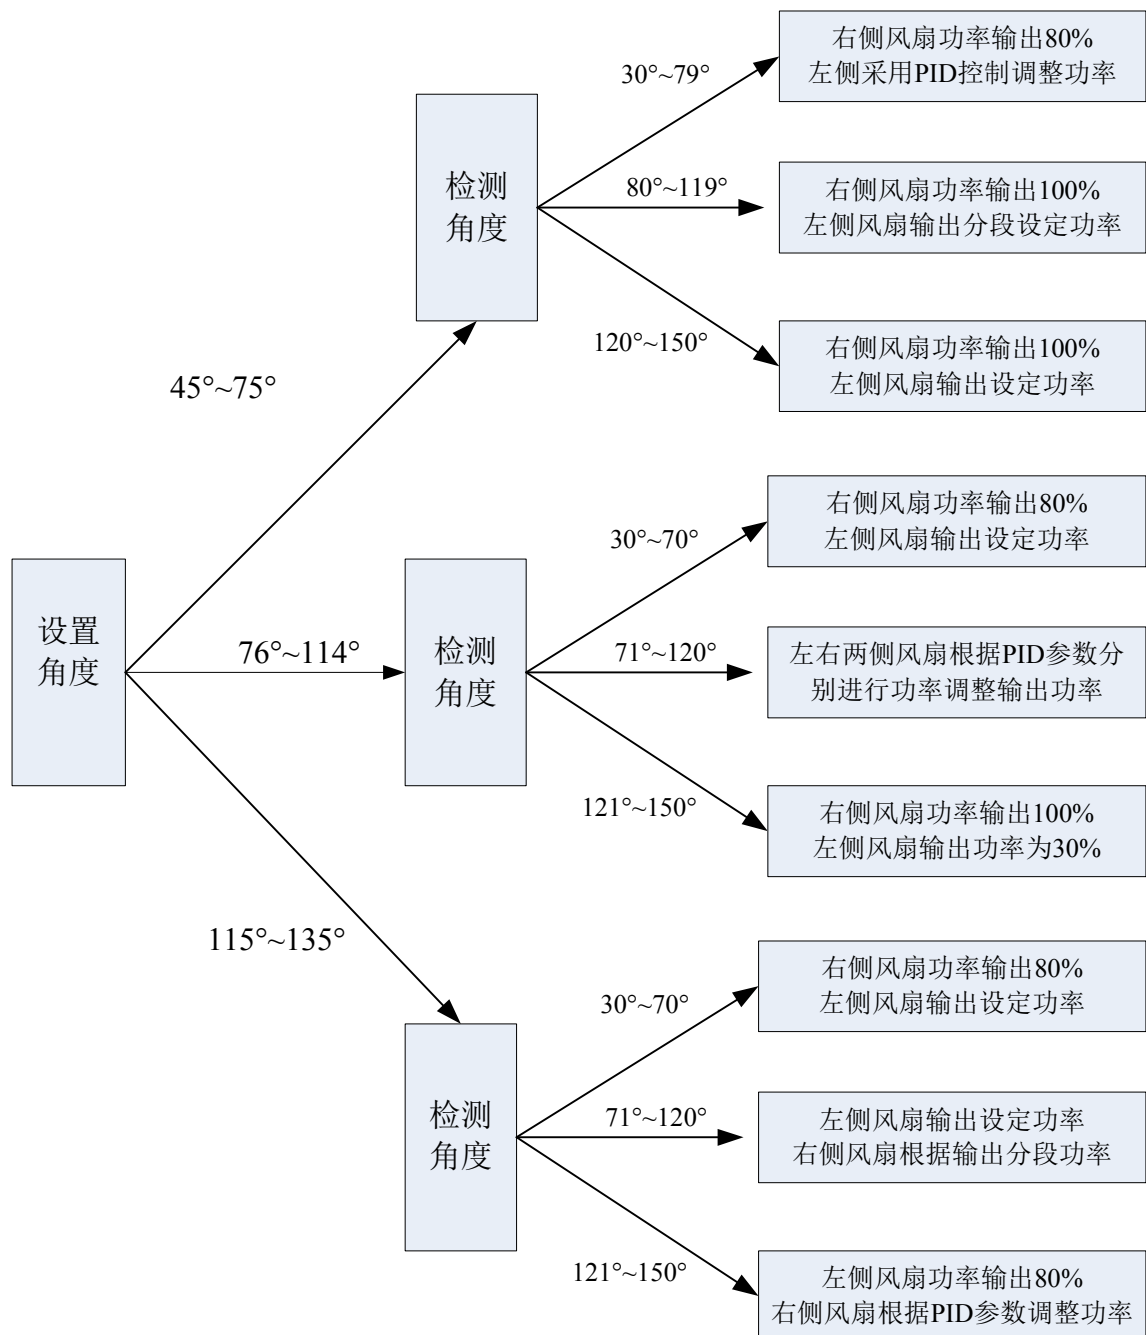 右侧风扇功率输出80%
左侧采用PID控制调整功率
30°~79°
检测
角度
80°~119°
右侧风扇功率输出100%
左侧风扇输出分段设定功率
120°~150°
右侧风扇功率输出100%
左侧风扇输出设定功率
45°~75°
右侧风扇功率输出80%
左侧风扇输出设定功率
30°~70°
设置
角度
76°~114°
检测
角度
71°~120°
左右两侧风扇根据PID参数分
别进行功率调整输出功率
121°~150°
右侧风扇功率输出100%
左侧风扇输出功率为30%
115°~135°
右侧风扇功率输出80%
左侧风扇输出设定功率
30°~70°
检测
角度
71°~120°
左侧风扇输出设定功率
右侧风扇根据输出分段功率
121°~150°
左侧风扇功率输出80%
右侧风扇根据PID参数调整功率